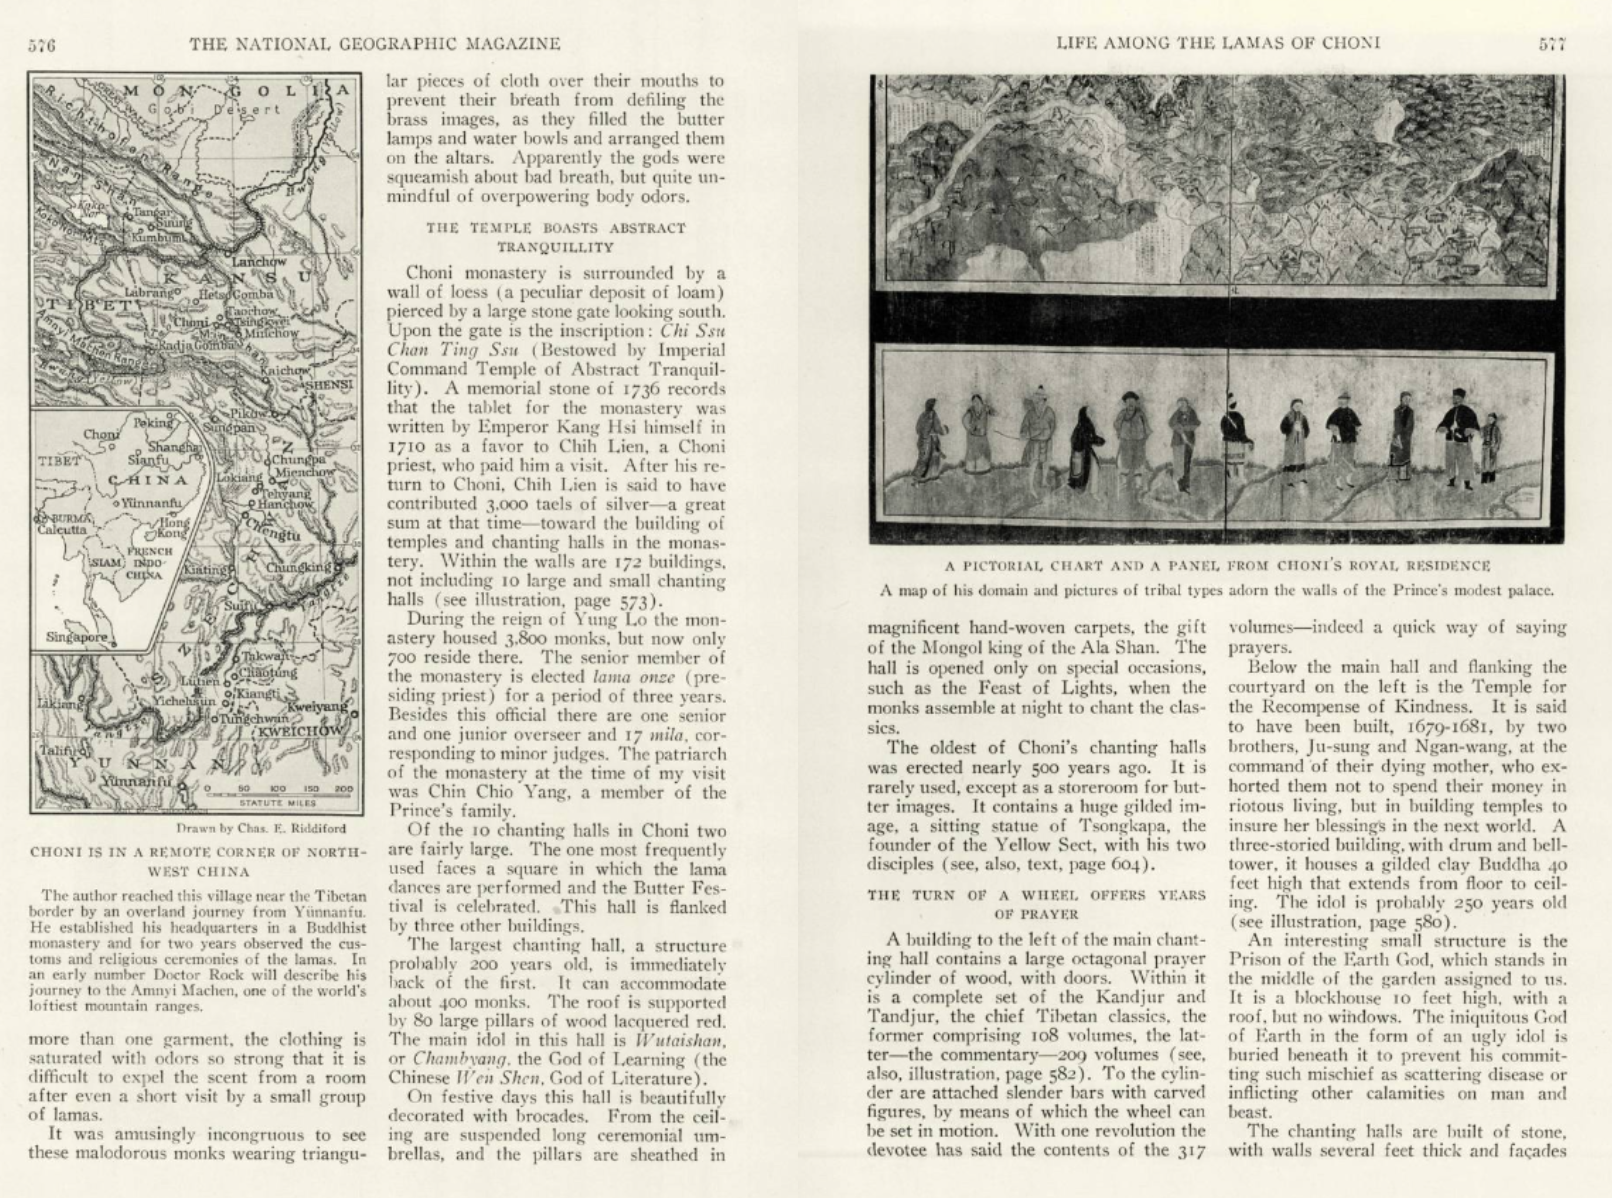 576
THE NATIONAL GEOGRAPHIC MAGAZINE
MONGOLIA
Gobi Desert
Richthofen Range
Nan Shan
Koko Nor
Tangar
Sining
Kumbum
Lanchow
KANSU
Labrang
Hetso Gomba
TIBET
Taochow
Choni
Tsingkwei
Minchow
Radja Gomba
Amnyi Machen Range
Kaichow
SHENSI
Pikow
Sungpan
Chungpa
Mienchow
Lokiang
Tehyang
Hanchow
Chengtu
Kiating
Chungking
Suifu
Yangtze
Takwan
Chaotung
Luhen
Kiangti
Likiang
Yichehsun
Kweiyang
Tungchwan
KWEICHOW
Talifu
YUNNAN
Yünnanfu
0 50 100 150 200
STATUTE MILES
Peking
Choni
Shanghai
Sianfu
TIBET
CHINA
Yünnanfu
BURMA
Hong Kong
Calcutta
FRENCH
SIAM
INDO-
CHINA
Singapore
Drawn by Chas. E. Riddiford
CHONI IS IN A REMOTE CORNER OF NORTH-
WEST CHINA
The author reached this village near the Tibetan
border by an overland journey from Yünnanfu.
He established his headquarters in a Buddhist
monastery and for two years observed the cus-
toms and religious ceremonies of the lamas. In
an early number Doctor Rock will describe his
journey to the Amnyi Machen, one of the world's
loftiest mountain ranges.
more than one garment, the clothing is
saturated with odors so strong that it is
difficult to expel the scent from a room
after even a short visit by a small group
of lamas.
It was amusingly incongruous to see
these malodorous monks wearing triangu-
lar pieces of cloth over their mouths to
prevent their breath from defiling the
brass images, as they filled the butter
lamps and water bowls and arranged them
on the altars. Apparently the gods were
squeamish about bad breath, but quite un-
mindful of overpowering body odors.
THE TEMPLE BOASTS ABSTRACT
TRANQUILLITY
Choni monastery is surrounded by a
wall of loess (a peculiar deposit of loam)
pierced by a large stone gate looking south.
Upon the gate is the inscription: Chi Ssu
Chan Ting Ssu (Bestowed by Imperial
Command Temple of Abstract Tranquil-
lity). A memorial stone of 1736 records
that the tablet for the monastery was
written by Emperor Kang Hsi himself in
1710 as a favor to Chih Lien, a Choni
priest, who paid him a visit. After his re-
turn to Choni, Chih Lien is said to have
contributed 3,000 taels of silver—a great
sum at that time—toward the building of
temples and chanting halls in the monas-
tery. Within the walls are 172 buildings,
not including 10 large and small chanting
halls (see illustration, page 573).
During the reign of Yung Lo the mon-
astery housed 3,800 monks, but now only
700 reside there. The senior member of
the monastery is elected lama onze (pre-
siding priest) for a period of three years.
Besides this official there are one senior
and one junior overseer and 17 mila, cor-
responding to minor judges. The patriarch
of the monastery at the time of my visit
was Chin Chio Yang, a member of the
Prince's family.
Of the 10 chanting halls in Choni two
are fairly large. The one most frequently
used faces a square in which the lama
dances are performed and the Butter Fes-
tival is celebrated. This hall is flanked
by three other buildings.
The largest chanting hall, a structure
probably 200 years old, is immediately
back of the first. It can accommodate
about 400 monks. The roof is supported
by 80 large pillars of wood lacquered red.
The main idol in this hall is Wutaishan,
or Chambyang, the God of Learning (the
Chinese Wen Shen, God of Literature).
On festive days this hall is beautifully
decorated with brocades. From the ceil-
ing are suspended long ceremonial um-
brellas, and the pillars are sheathed in
LIFE AMONG THE LAMAS OF CHONI
577
A PICTORIAL CHART AND A PANEL FROM CHONI'S ROYAL RESIDENCE
A map of his domain and pictures of tribal types adorn the walls of the Prince's modest palace.
magnificent hand-woven carpets, the gift
of the Mongol king of the Ala Shan. The
hall is opened only on special occasions,
such as the Feast of Lights, when the
monks assemble at night to chant the clas-
sics.
The oldest of Choni's chanting halls
was erected nearly 500 years ago. It is
rarely used, except as a storeroom for but-
ter images. It contains a huge gilded im-
age, a sitting statue of Tsongkapa, the
founder of the Yellow Sect, with his two
disciples (see, also, text, page 604).
THE TURN OF A WHEEL OFFERS YEARS
OF PRAYER
A building to the left of the main chant-
ing hall contains a large octagonal prayer
cylinder of wood, with doors. Within it
is a complete set of the Kandjur and
Tandjur, the chief Tibetan classics, the
former comprising 108 volumes, the lat-
ter—the commentary—209 volumes (see,
also, illustration, page 582). To the cylin-
der are attached slender bars with carved
figures, by means of which the wheel can
be set in motion. With one revolution the
devotee has said the contents of the 317
volumes—indeed a quick way of saying
prayers.
Below the main hall and flanking the
courtyard on the left is the Temple for
the Recompense of Kindness. It is said
to have been built, 1679-1681, by two
brothers, Ju-sung and Ngan-wang, at the
command of their dying mother, who ex-
horted them not to spend their money in
riotous living, but in building temples to
insure her blessings in the next world. A
three-storied building, with drum and bell-
tower, it houses a gilded clay Buddha 40
feet high that extends from floor to ceil-
ing. The idol is probably 250 years old
(see illustration, page 580).
An interesting small structure is the
Prison of the Earth God, which stands in
the middle of the garden assigned to us.
It is a blockhouse 10 feet high, with a
roof, but no windows. The iniquitous God
of Earth in the form of an ugly idol is
buried beneath it to prevent his commit-
ting such mischief as scattering disease or
inflicting other calamities on man and
beast.
The chanting halls are built of stone,
with walls several feet thick and façades